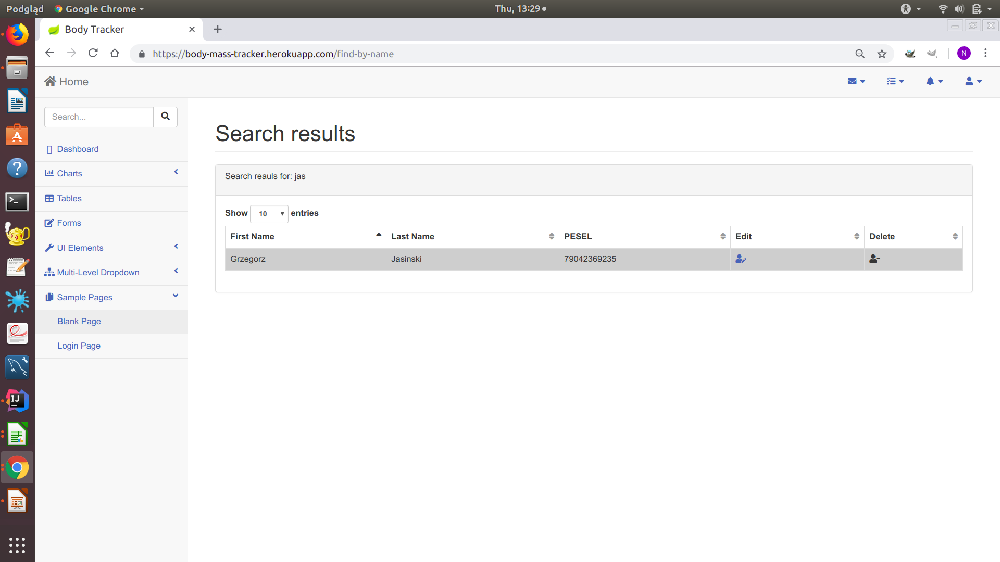 Podgląd Google Chrome Thu, 13:29
Body Tracker
https://body-mass-tracker.herokuapp.com/find-by-name N
Home
Search...
Dashboard
Charts
Tables
Forms
UI Elements
Multi-Level Dropdown
Sample Pages
Blank Page
Login Page
Search results
Search reauls for: jas
Show 10 entries
First Name Last Name PESEL Edit Delete
Grzegorz Jasinski 79042369235